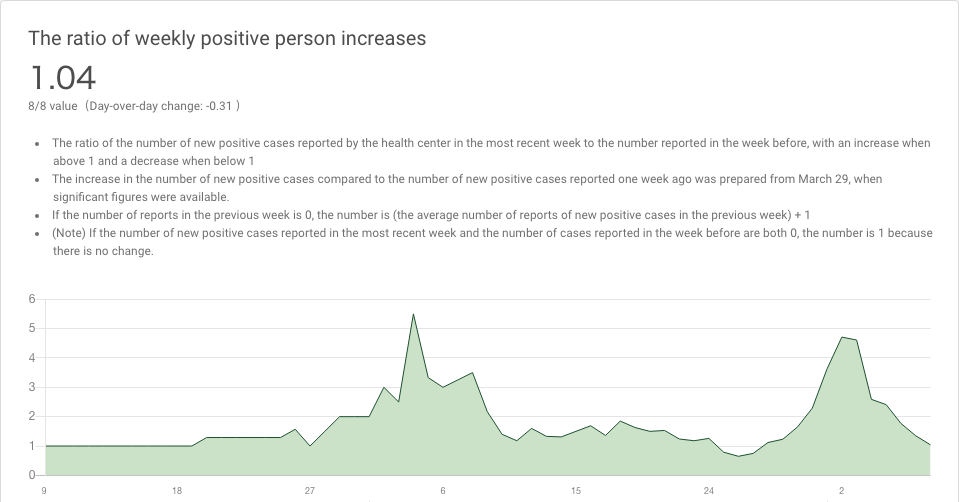 The ratio of weekly positive person increases
1.04
8/8 value（Day-over-day change: -0.31 ）
• The ratio of the number of new positive cases reported by the health center in the most recent week to the number reported in the week before, with an increase when
above 1 and a decrease when below 1
• The increase in the number of new positive cases compared to the number of new positive cases reported one week ago was prepared from March 29, when
significant figures were available.
• If the number of reports in the previous week is 0, the number is (the average number of reports of new positive cases in the previous week) + 1
• (Note) If the number of new positive cases reported in the most recent week and the number of cases reported in the week before are both 0, the number is 1 because
there is no change.
6
5
4
3
2
1
0
9 18 27 6 15 24 2